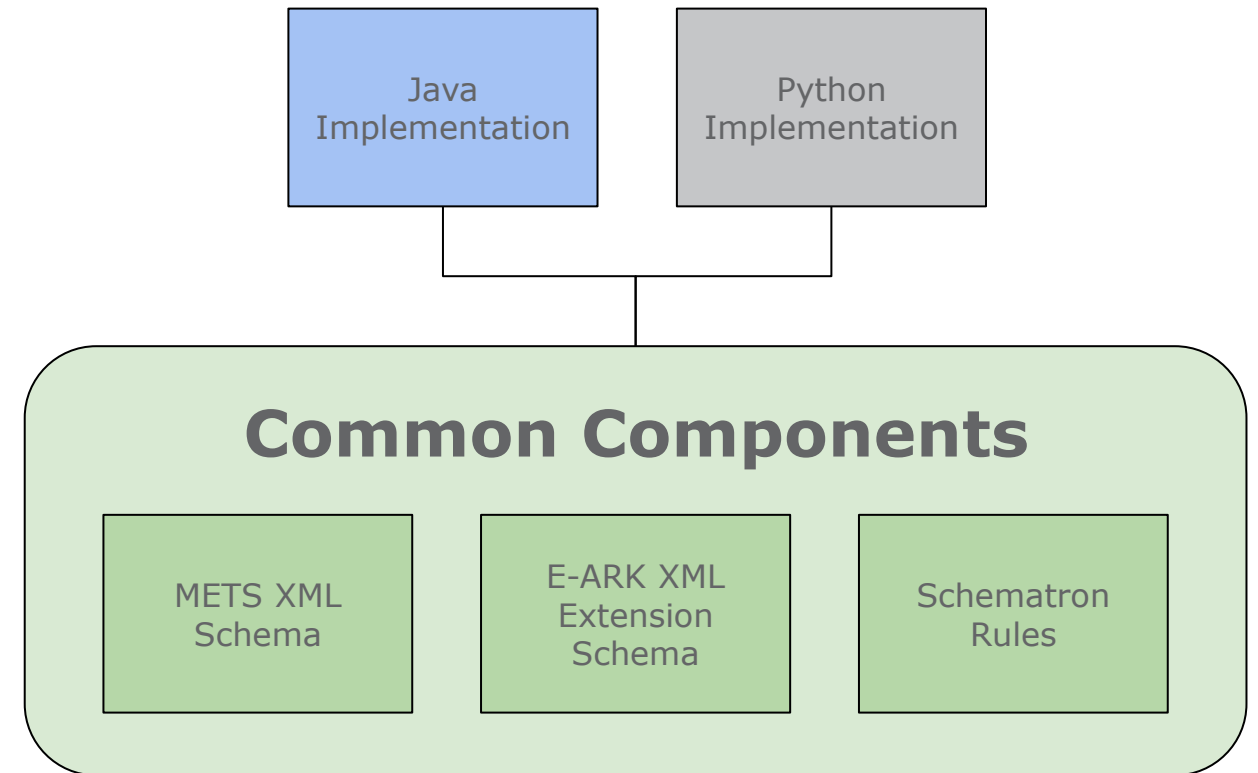 Java
Implementation
Python
Implementation
Common Components
METS XML
Schema
E-ARK XML
Extension
Schema
Schematron
Rules